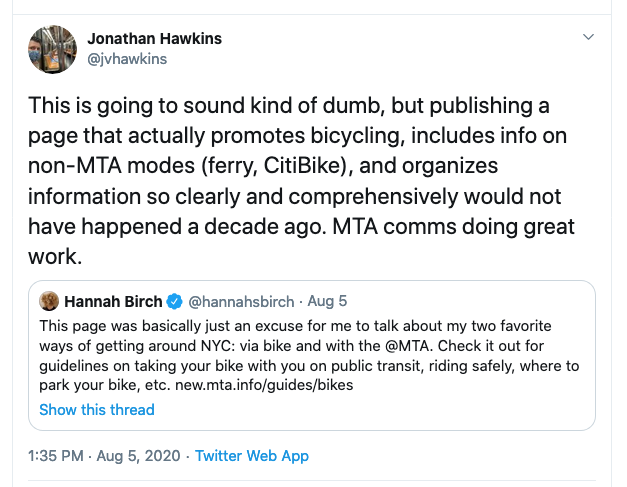 Jonathan Hawkins
@jvhawkins
This is going to sound kind of dumb, but publishing a
page that actually promotes bicycling, includes info on
non-MTA modes (ferry, CitiBike), and organizes
information so clearly and comprehensively would not
have happened a decade ago. MTA comms doing great
work.
Hannah Birch @hannahsbirch · Aug 5
This page was basically just an excuse for me to talk about my two favorite
ways of getting around NYC: via bike and with the @MTA. Check it out for
guidelines on taking your bike with you on public transit, riding safely, where to
park your bike, etc. new.mta.info/guides/bikes
Show this thread
1:35 PM · Aug 5, 2020 · Twitter Web App